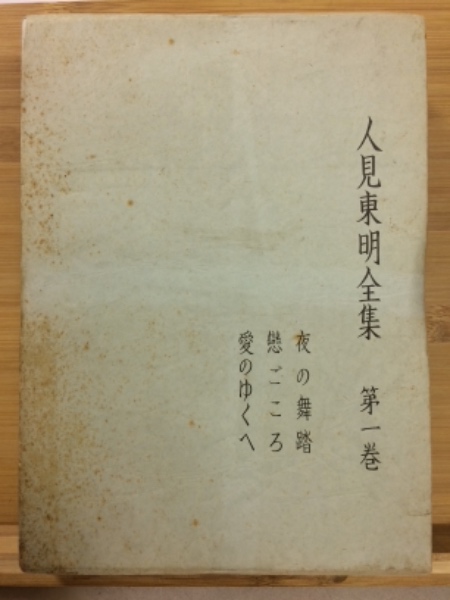 人見東明全集　第一巻
夜の舞踏
戀ごころ
愛のゆくへ